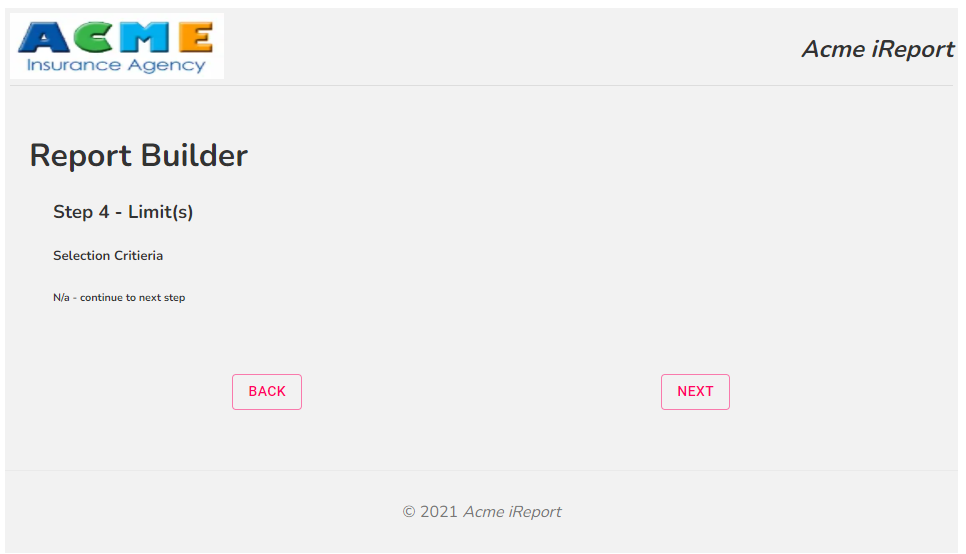 ACME
Insurance Agency
Acme iReport
Report Builder
Step 4 - Limit(s)
Selection Critieria
N/a - continue to next step
BACK
NEXT
© 2021 Acme iReport